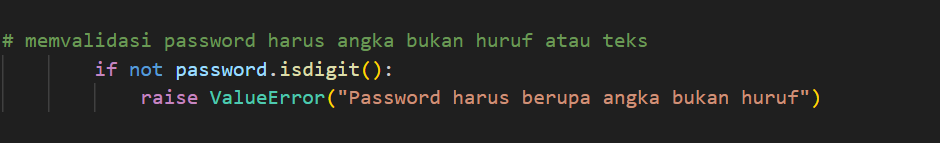 # memvalidasi password harus angka bukan huruf atau teks
if not password.isdigit():
raise ValueError("Password harus berupa angka bukan huruf")